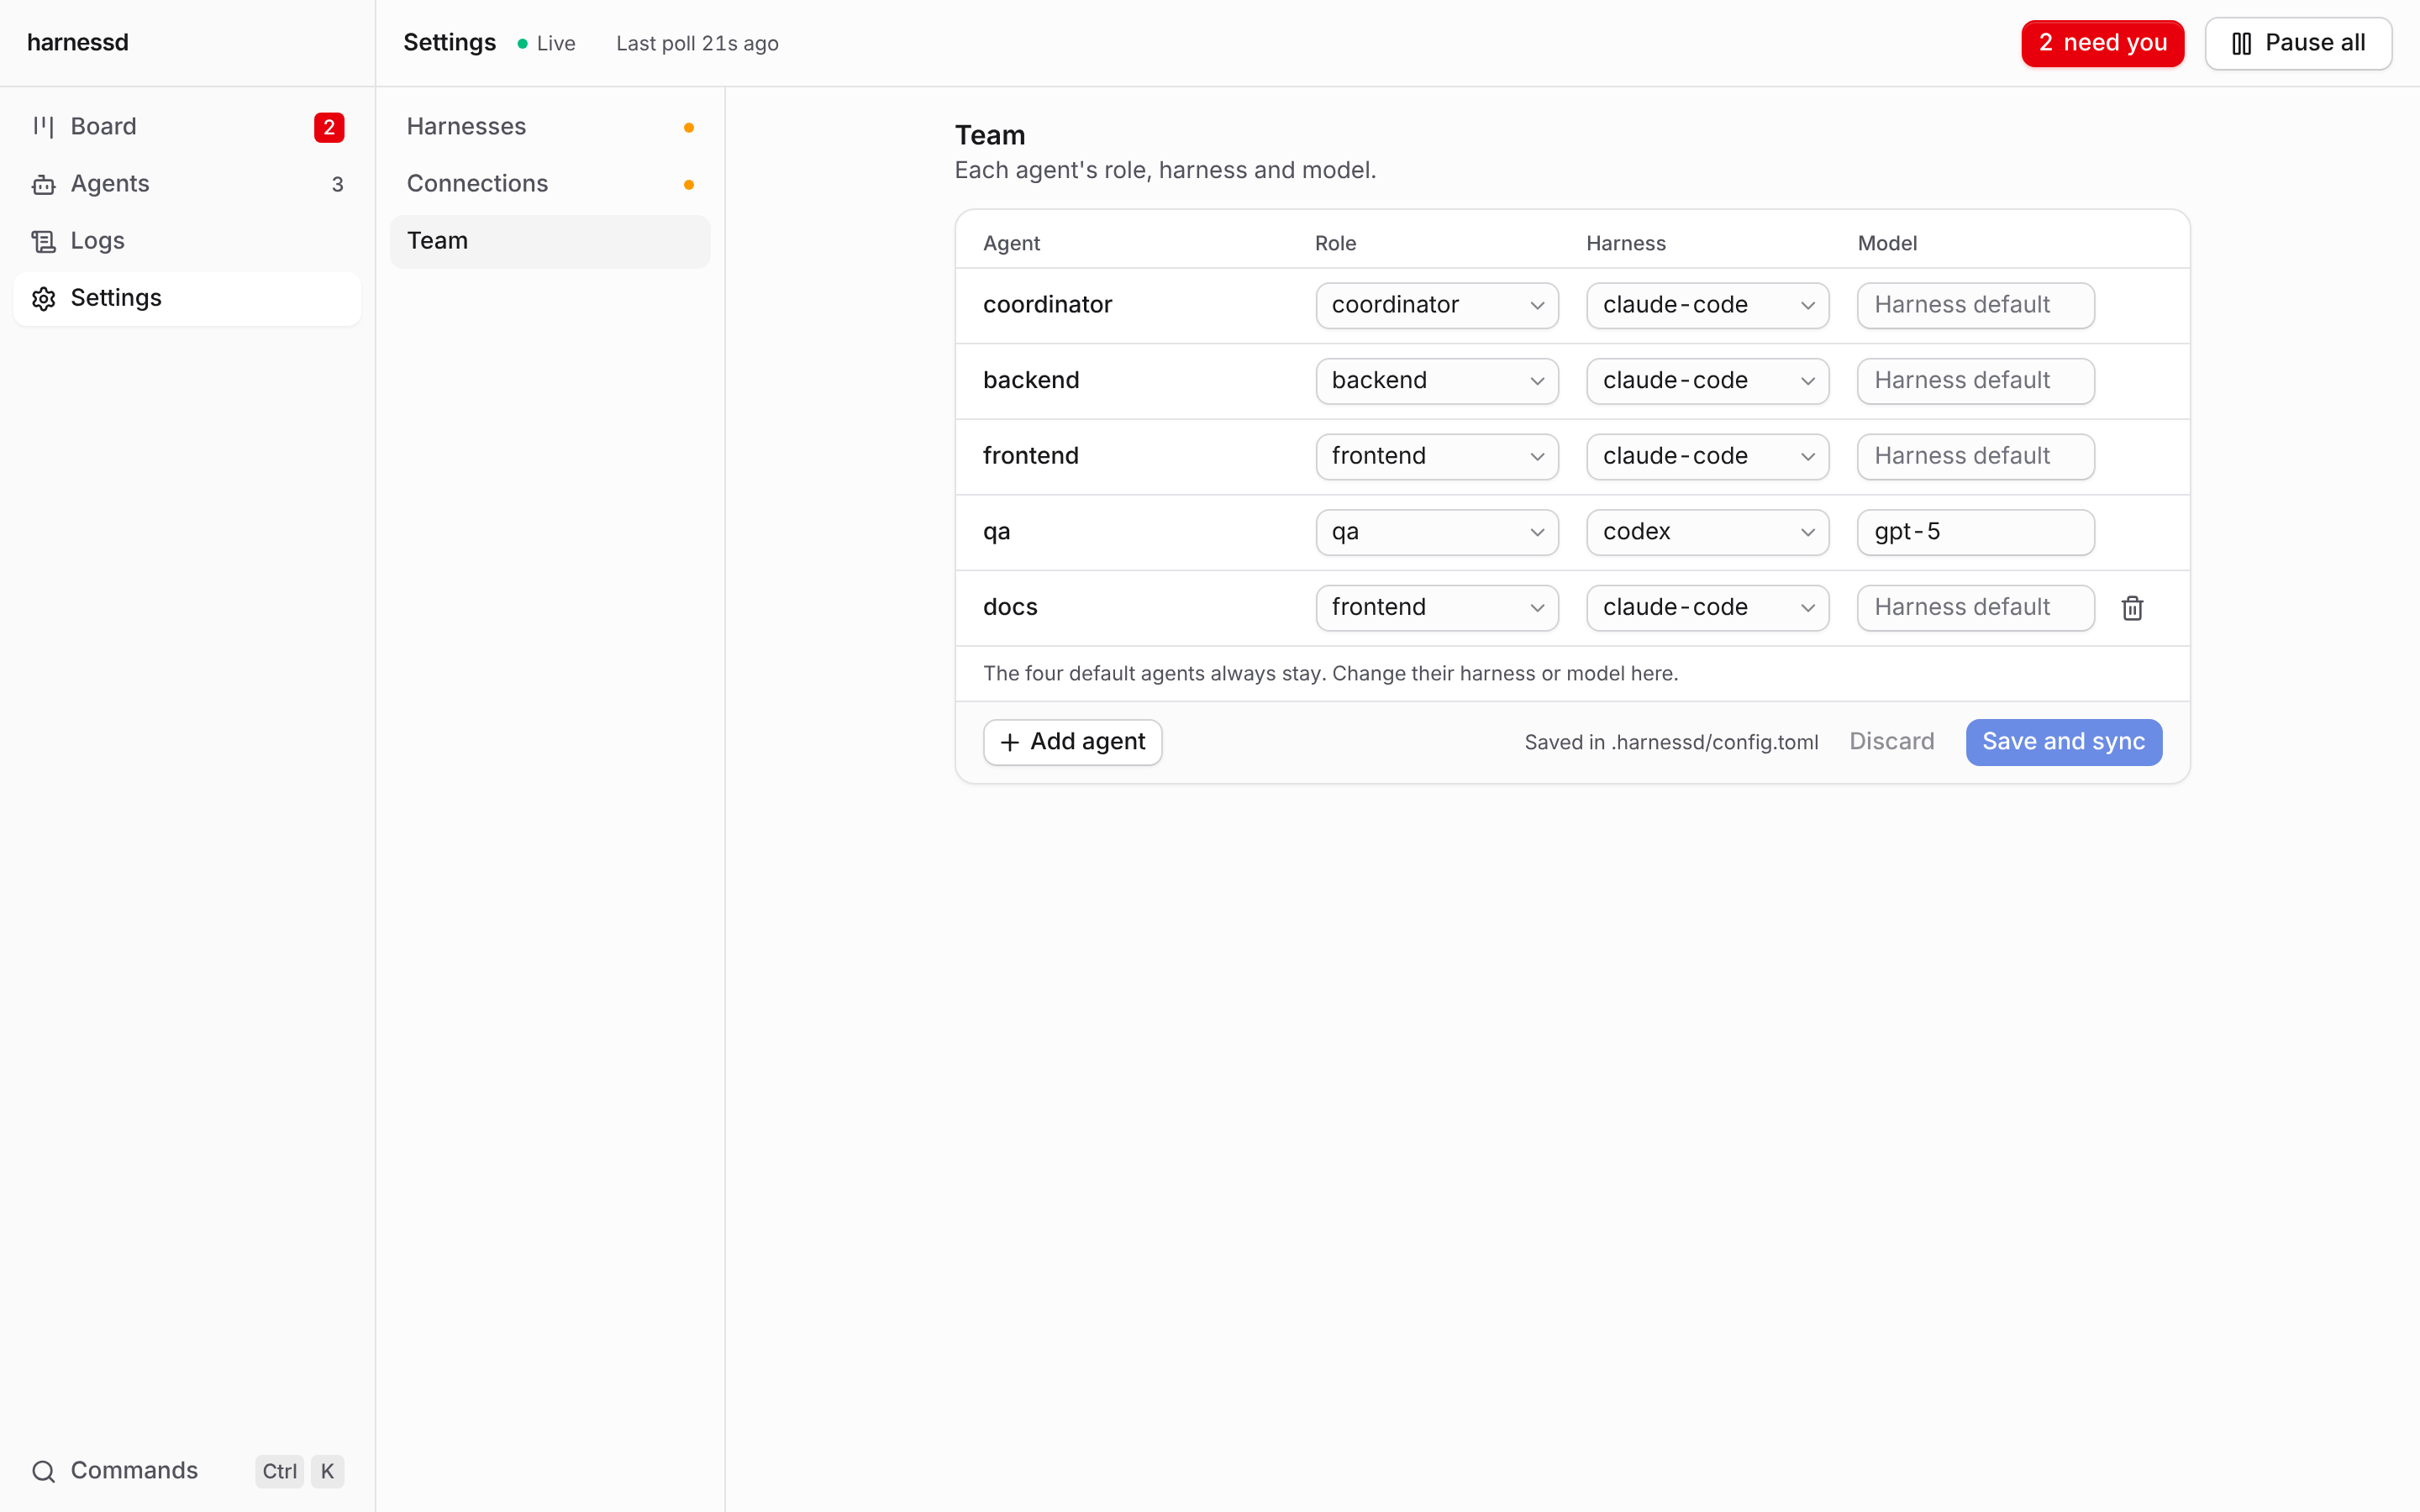 harnessd
Settings Live Last poll 21s ago 2 need you Pause all
Board 2
Agents 3
Logs
Settings
Harnesses
Connections
Team
Team
Each agent's role, harness and model.
Agent Role Harness Model
coordinator coordinator claude-code Harness default
backend backend claude-code Harness default
frontend frontend claude-code Harness default
qa qa codex gpt-5
docs frontend claude-code Harness default
The four default agents always stay. Change their harness or model here.
Add agent Saved in .harnessd/config.toml Discard Save and sync
Commands Ctrl K